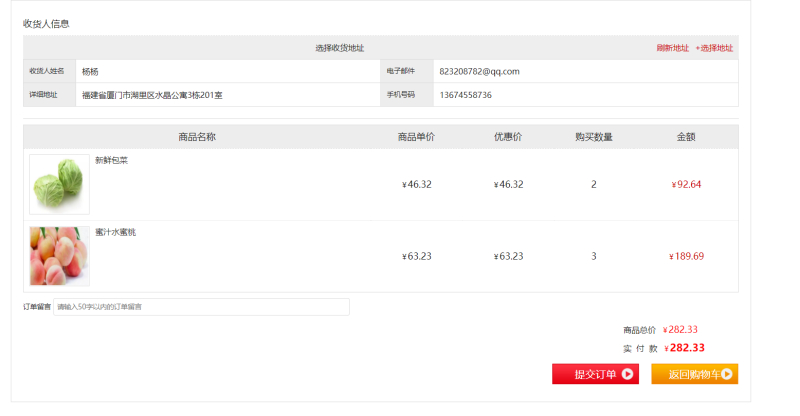 收货人信息
选择收货地址 刷新地址 +选择地址
收货人姓名 杨杨 电子邮件 823208782@qq.com
详细地址 福建省厦门市湖里区水晶公寓3栋201室 手机号码 13674558736
商品名称 商品单价 优惠价 购买数量 金额
新鲜包菜
¥46.32 ¥46.32 2 ¥92.64
蜜汁水蜜桃
¥63.23 ¥63.23 3 ¥189.69
订单留言 请输入50字以内的订单留言
商品总价 ¥282.33
实 付 款 ¥282.33
提交订单 返回购物车